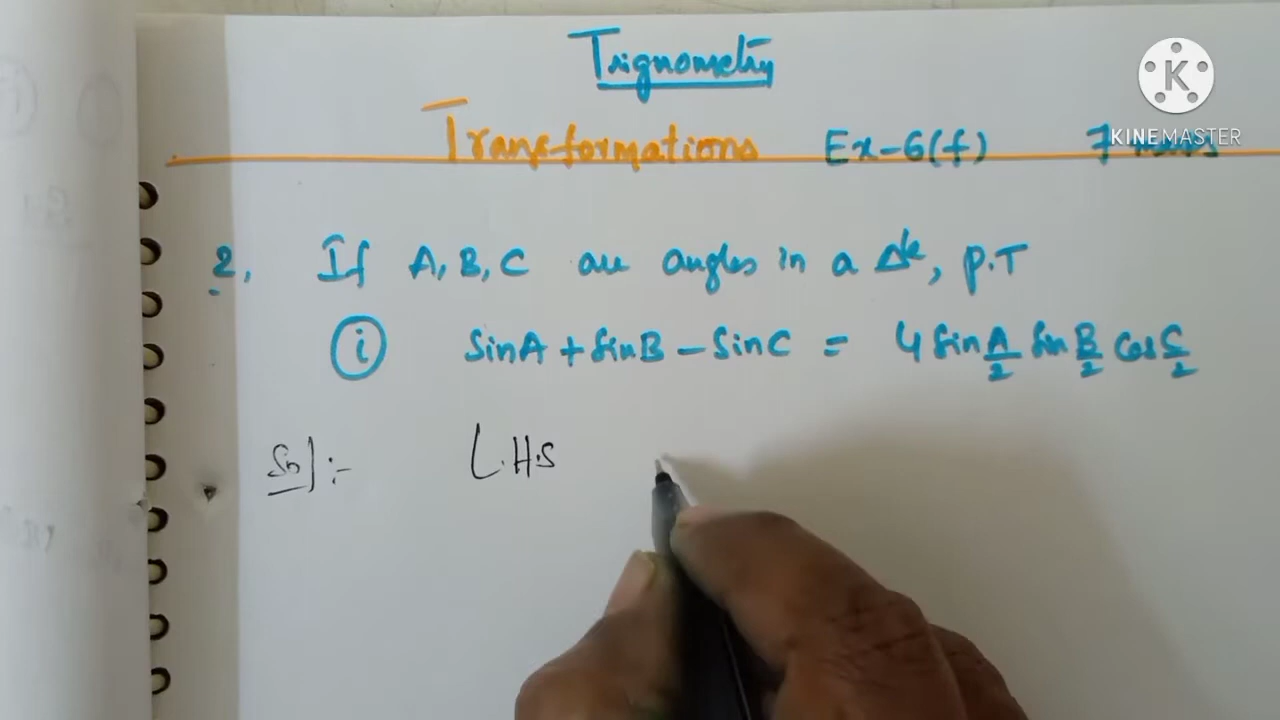 Trignometry
Transformations Ex-6(f) 7
K
KINEMASTER
2. If A, B, C are angles in a Δle, P.T
(i) SinA + SinB - SinC = 4 Sin A/2 Sin B/2 Cos C/2
Sol:- L.H.S